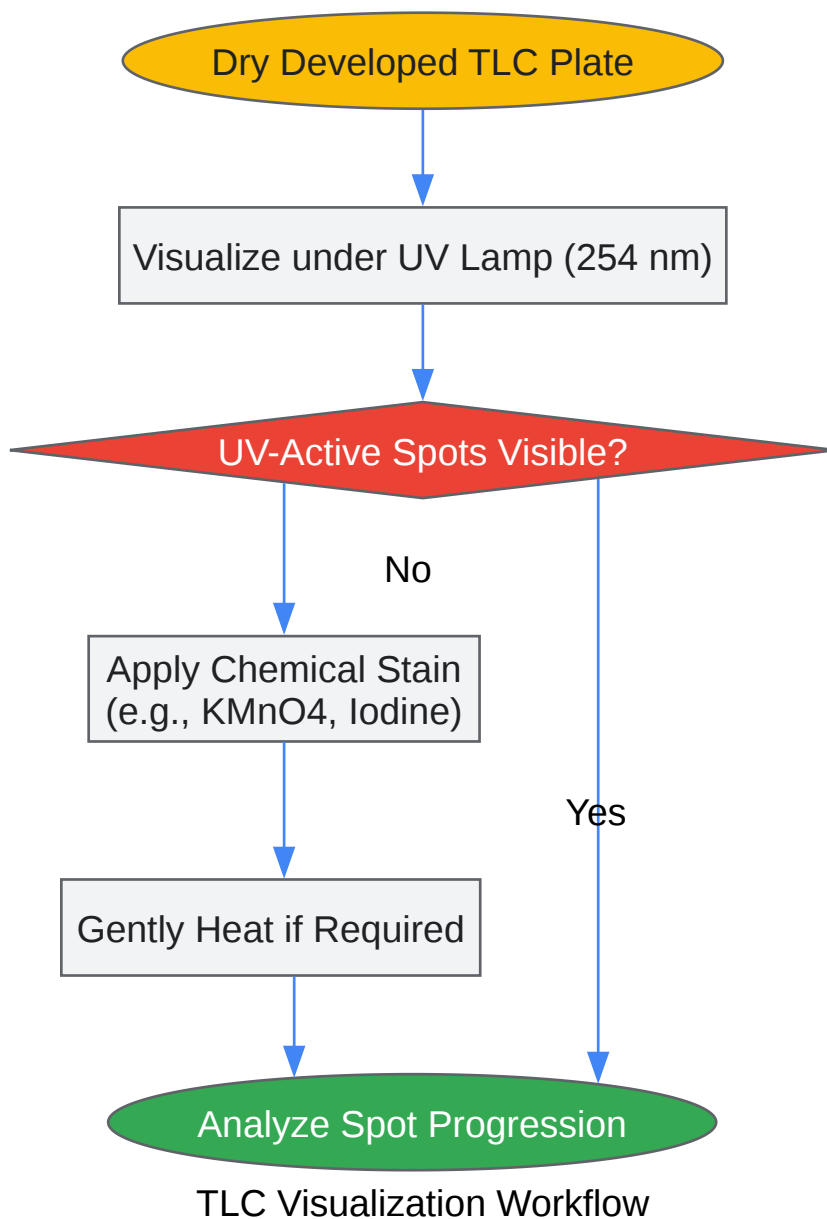 Dry Developed TLC Plate
Visualize under UV Lamp (254 nm)
UV-Active Spots Visible?
No
Apply Chemical Stain
(e.g., KMnO4, Iodine)
Yes
Gently Heat if Required
Analyze Spot Progression
TLC Visualization Workflow